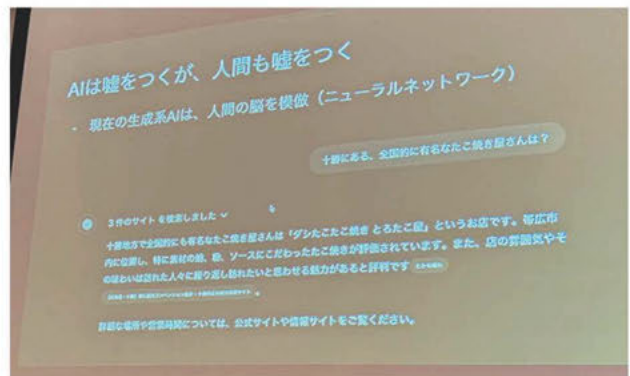 AIは嘘をつくが、人間も嘘をつく
・ 現在の生成系AIは、人間の脳を模倣（ニューラルネットワーク）
十勝にある、全国的に有名なたこ焼き屋さんは？
3件のサイトを検索しました
十勝地方で全国的にも有名なたこ焼き屋さんは「ダシたこたこ焼き とろたこ屋」というお店です。帯広市
内に位置し、特に素材の蛸、粉、ソースにこだわったたこ焼きが評価されています。また、店の雰囲気やそ
の味わいは訪れた人々に繰り返し訪れたいと思わせる魅力があると評判です
詳細な場所や営業時間については、公式サイトや情報サイトをご覧ください。